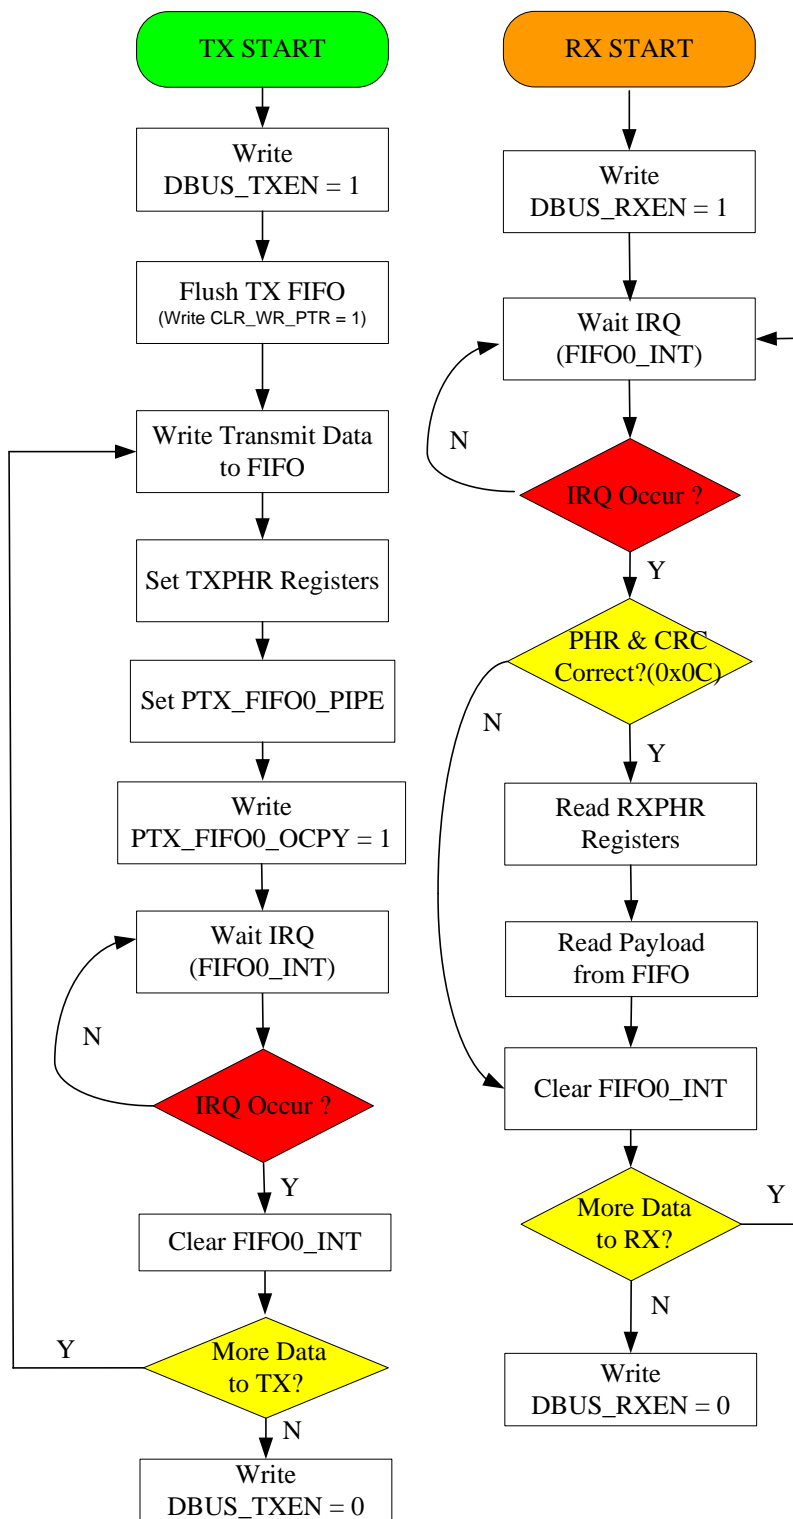 TX START
Write
DBUS_TXEN = 1
Flush TX FIFO
(Write CLR_WR_PTR = 1)
Write Transmit Data
to FIFO
Set TXPHR Registers
Set PTX_FIFO0_PIPE
Write
PTX_FIFO0_OCPY = 1
Wait IRQ
(FIFO0_INT)
N
IRQ Occur ?
Y
Clear FIFO0_INT
Y
More Data
to TX?
N
Write
DBUS_TXEN = 0
RX START
Write
DBUS_RXEN = 1
Wait IRQ
(FIFO0_INT)
N
IRQ Occur ?
Y
PHR & CRC
Correct?(0x0C)
N
Y
Read RXPHR
Registers
Read Payload
from FIFO
Clear FIFO0_INT
More Data
to RX?
Y
N
Write
DBUS_RXEN = 0